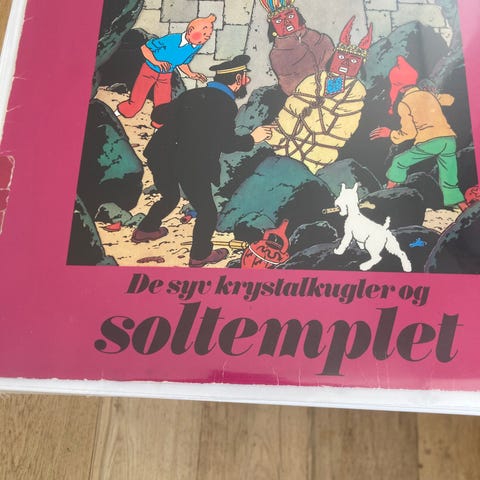 De syv krystalkugler og
soltemplet